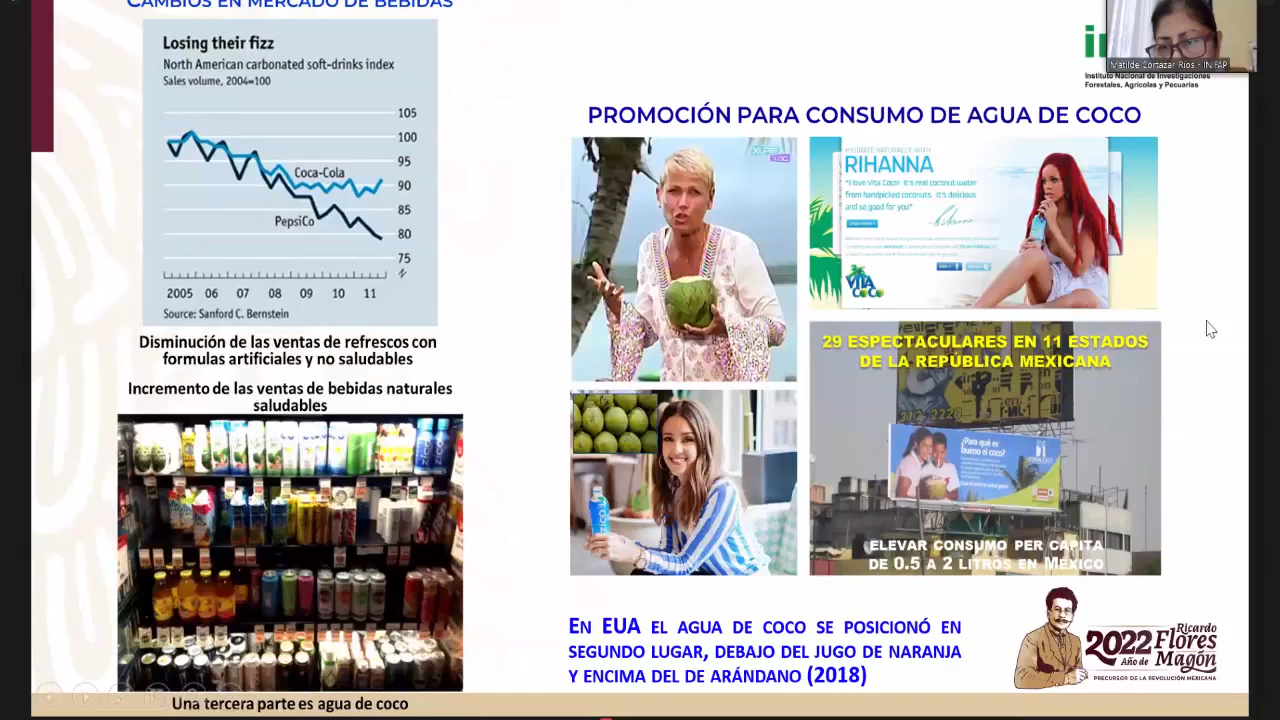 CAMBIOS EN MERCADO DE BEBIDAS
Losing their fizz
North American carbonated soft-drinks index
Sales volume, 2004=100
105
100
95
90
85
80
75
Coca-Cola
PepsiCo
2005 06 07 08 09 10 11
Source: Sanford C. Bernstein
Disminución de las ventas de refrescos con
formulas artificiales y no saludables
Incremento de las ventas de bebidas naturales
saludables
Una tercera parte es agua de coco
Matilde Cortazar Rios - INIFAP
Instituto Nacional de Investigaciones
Forestales, Agrícolas y Pecuarias
PROMOCIÓN PARA CONSUMO DE AGUA DE COCO
HYDRATE NATURALLY WITH
RIHANNA
"I love Vita Coco! It's real coconut water
from handpicked coconuts. It's delicious
and so good for you"
VITA
COCO
ZICO
29 ESPECTACULARES EN 11 ESTADOS
DE LA REPÚBLICA MEXICANA
¿Para qué es
bueno el coco?
ELEVAR CONSUMO PER CAPITA
DE 0.5 A 2 LITROS EN MÉXICO
EN EUA EL AGUA DE COCO SE POSICIONÓ EN
SEGUNDO LUGAR, DEBAJO DEL JUGO DE NARANJA
Y ENCIMA DEL DE ARÁNDANO (2018)
2022 Ricardo
Flores
Año de Magón
PRECURSOR DE LA REVOLUCIÓN MEXICANA